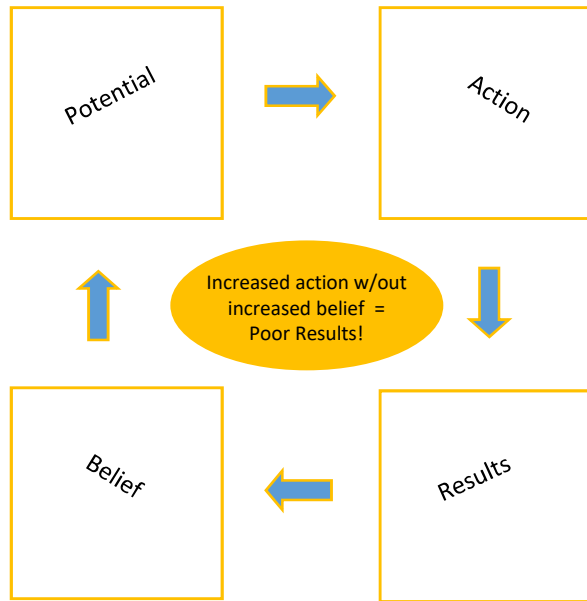 Potential
Action
Increased action w/out
increased belief =
Poor Results!
Belief
Results